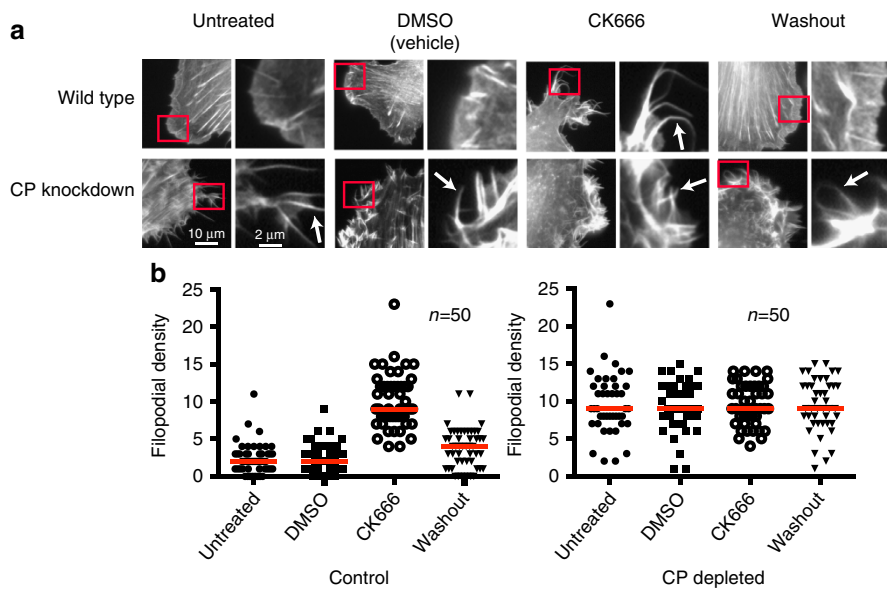 a
Untreated
DMSO
(vehicle)
CK666
Washout
Wild type
CP knockdown
10 μm
2 μm
b
Filopodial density
25
20
15
10
5
0
n=50
Untreated
DMSO
CK666
Washout
Control
Filopodial density
25
20
15
10
5
0
n=50
Untreated
DMSO
CK666
Washout
CP depleted